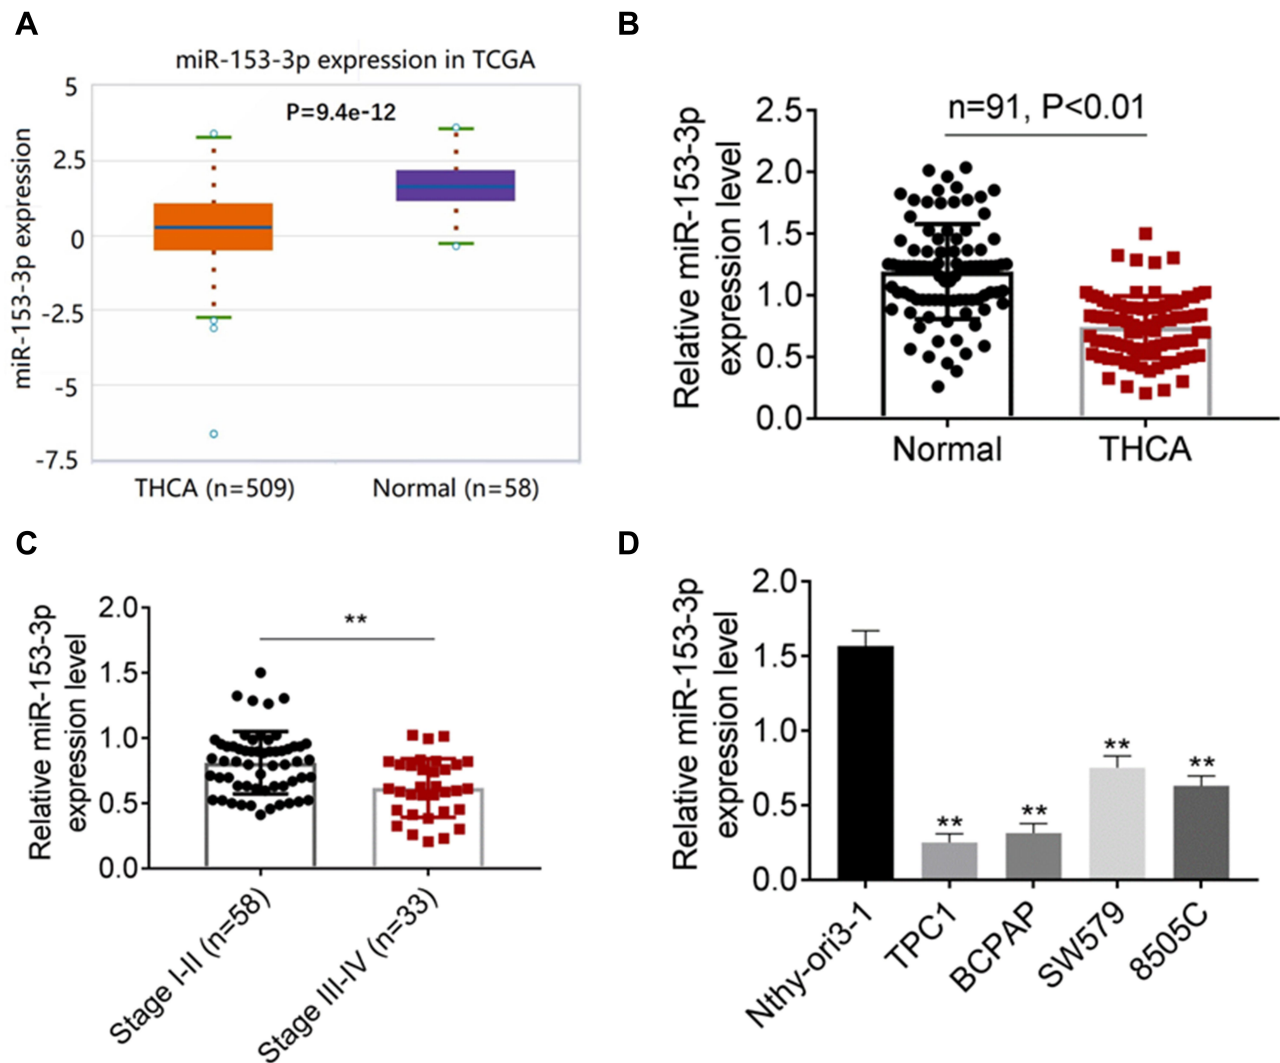 A
miR-153-3p expression in TCGA
P=9.4e-12
miR-153-3p expression
5
2.5
0
-2.5
-5
-7.5
THCA (n=509)
Normal (n=58)
B
n=91, P<0.01
Relative miR-153-3p
expression level
2.5
2.0
1.5
1.0
0.5
0.0
Normal
THCA
C
**
Relative miR-153-3p
expression level
2.0
1.5
1.0
0.5
0.0
Stage I-II (n=58)
Stage III-IV (n=33)
D
Relative miR-153-3p
expression level
2.0
1.5
1.0
0.5
0.0
**
**
**
**
Nthy-ori3-1
TPC1
BCPAP
SW579
8505C